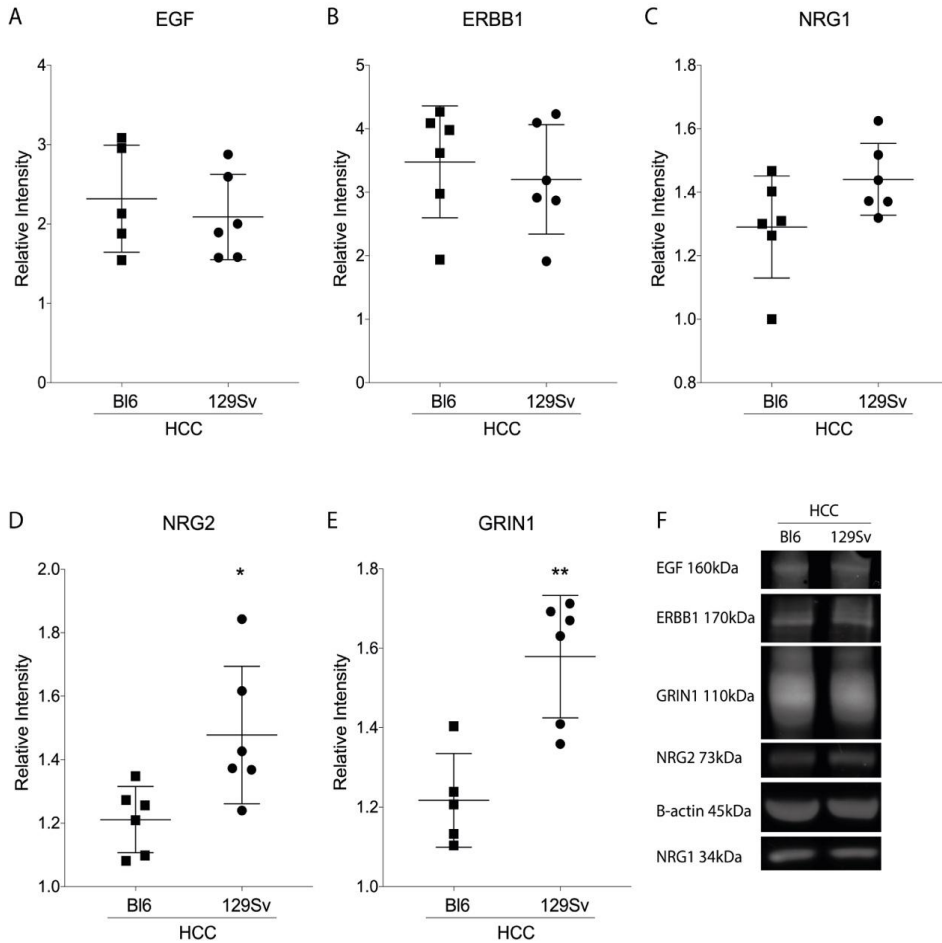 A
EGF
Relative Intensity
4
3
2
1
0
Bl6 129Sv
HCC
B
ERBB1
Relative Intensity
5
4
3
2
1
0
Bl6 129Sv
HCC
C
NRG1
Relative Intensity
1.8
1.6
1.4
1.2
1.0
0.8
Bl6 129Sv
HCC
D
NRG2
Relative Intensity
2.0
1.8
1.6
1.4
1.2
1.0
*
Bl6 129Sv
HCC
E
GRIN1
Relative Intensity
1.8
1.6
1.4
1.2
1.0
**
Bl6 129Sv
HCC
F
HCC
Bl6 129Sv
EGF 160kDa
ERBB1 170kDa
GRIN1 110kDa
NRG2 73kDa
B-actin 45kDa
NRG1 34kDa